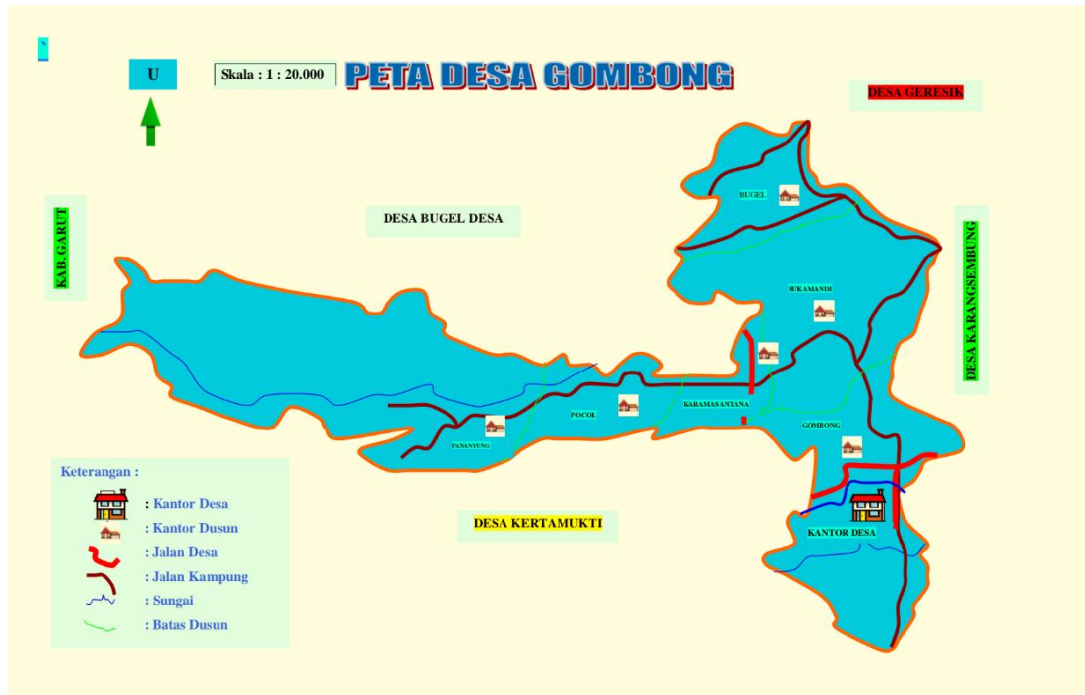 U
Skala : 1 : 20.000
PETA DESA GOMBONG
DESA GERESIK
KAB. GARUT
DESA BUGEL DESA
DESA KARANGSEMBUNG
BUGEL
SUKAMANDI
KARAMASANTANA
POCOL
GOMBONG
PANANYUNG
KANTOR DESA
DESA KERTAMUKTI
Keterangan :
: Kantor Desa
: Kantor Dusun
: Jalan Desa
: Jalan Kampung
: Sungai
: Batas Dusun